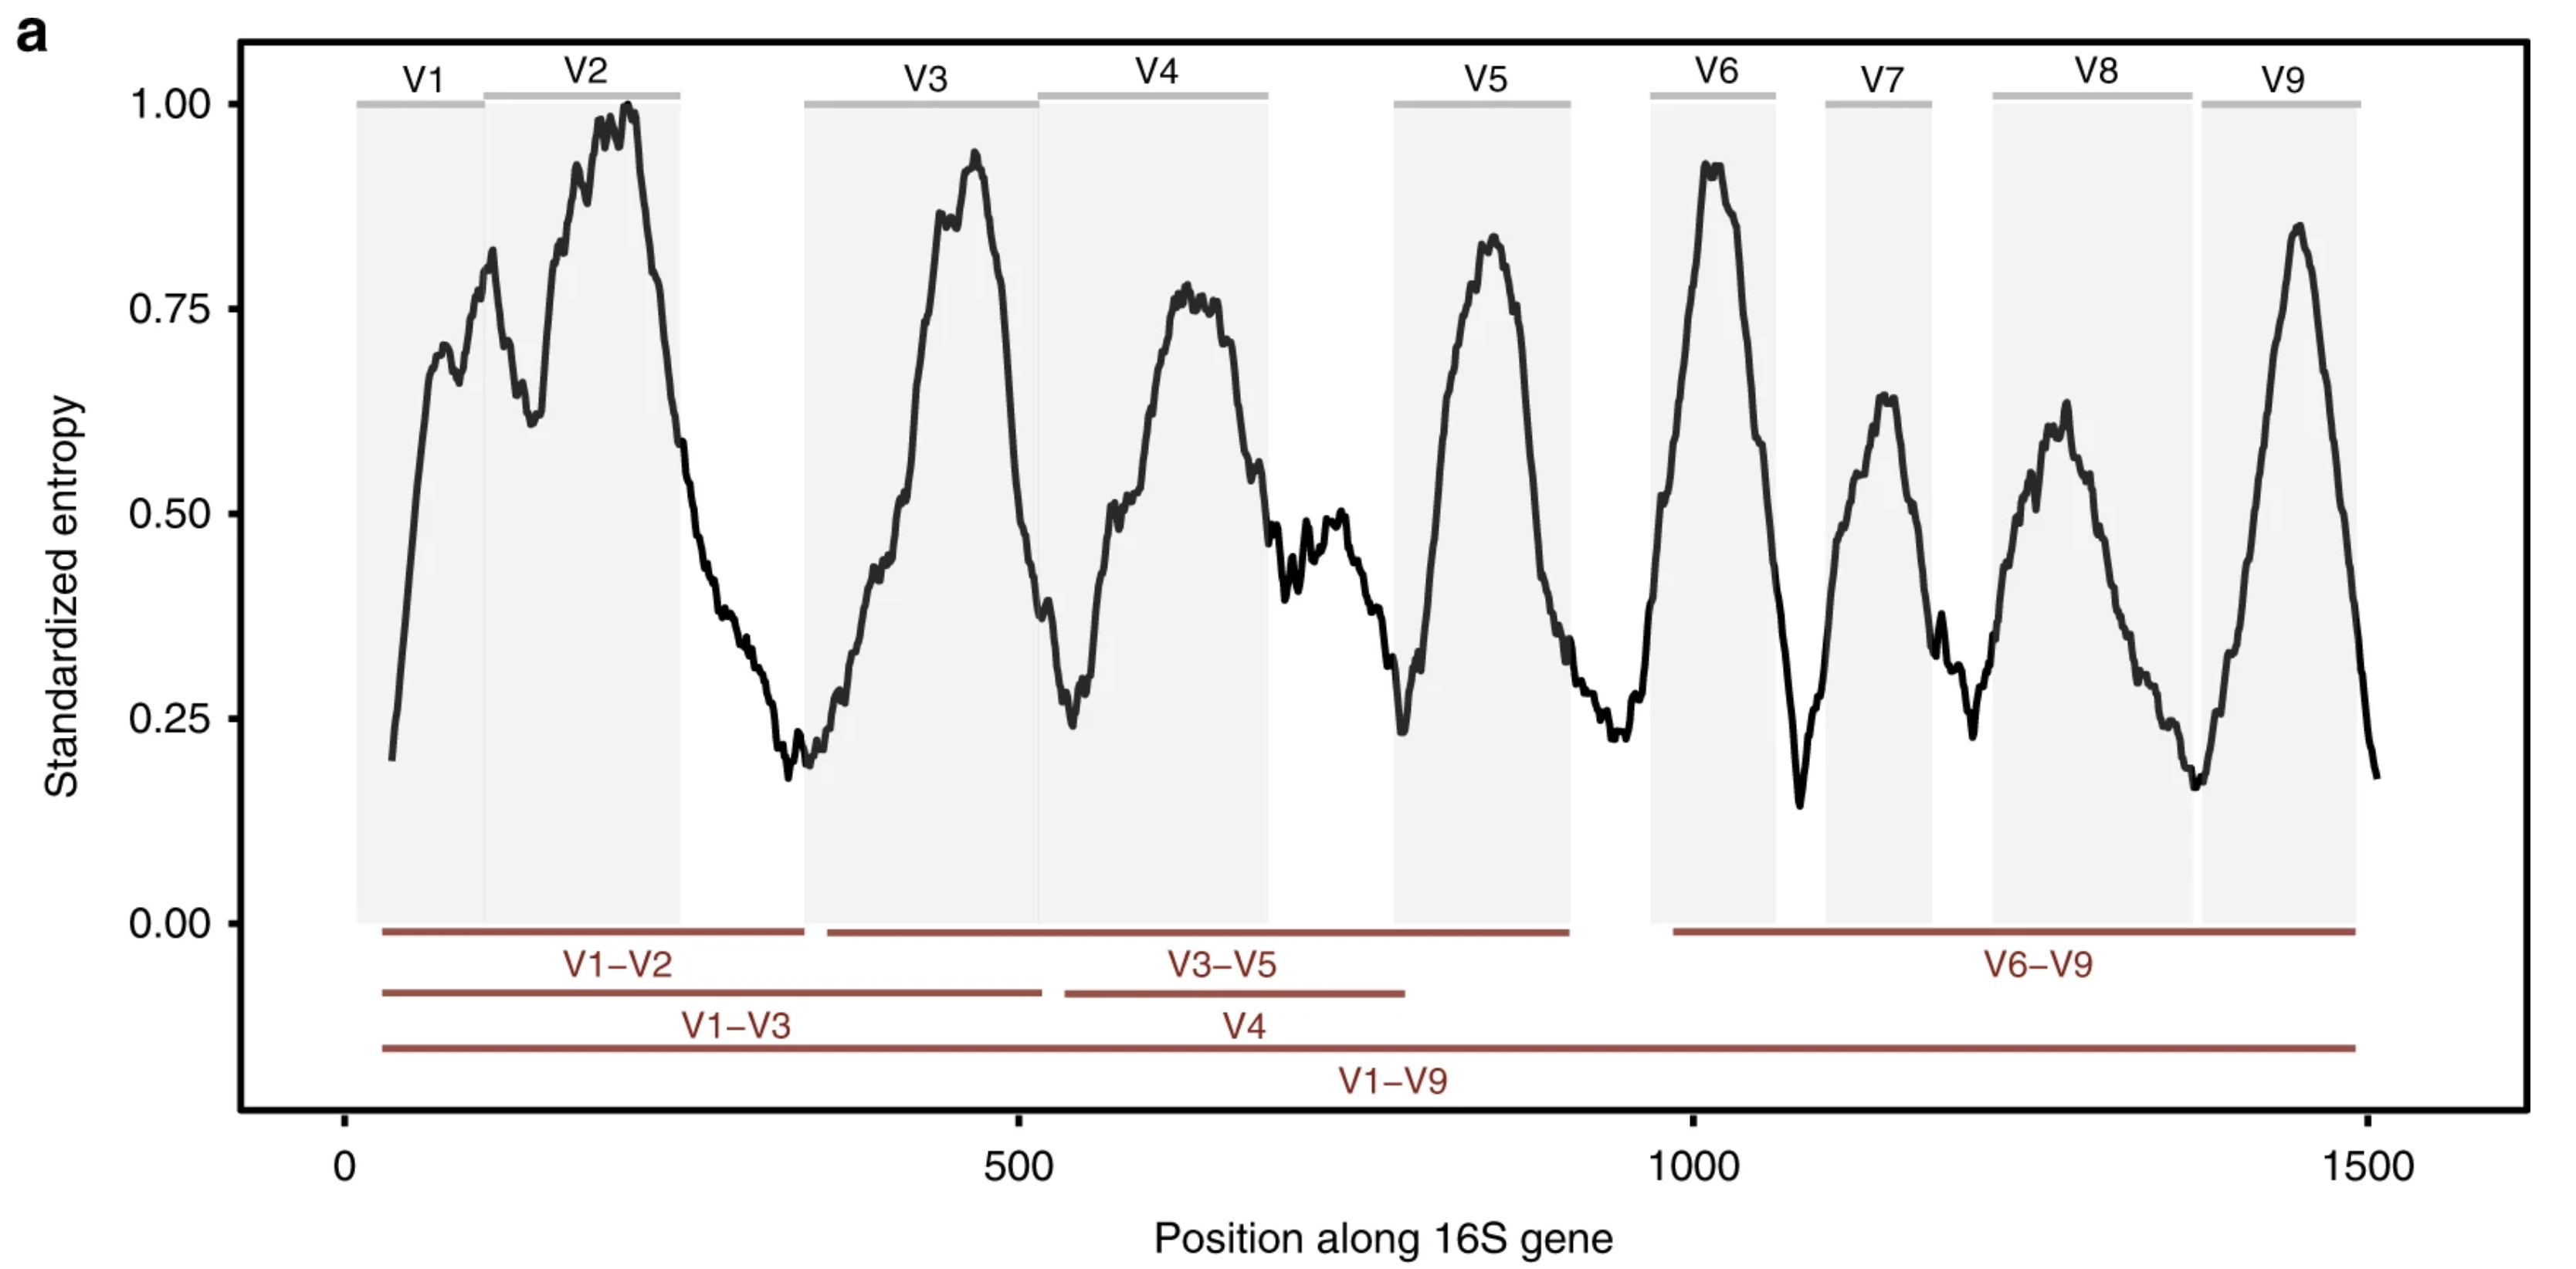 a
V1 V2 V3 V4 V5 V6 V7 V8 V9
1.00
0.75
0.50
0.25
0.00
Standardized entropy
V1–V2 V3–V5 V6–V9
V1–V3 V4
V1–V9
0 500 1000 1500
Position along 16S gene